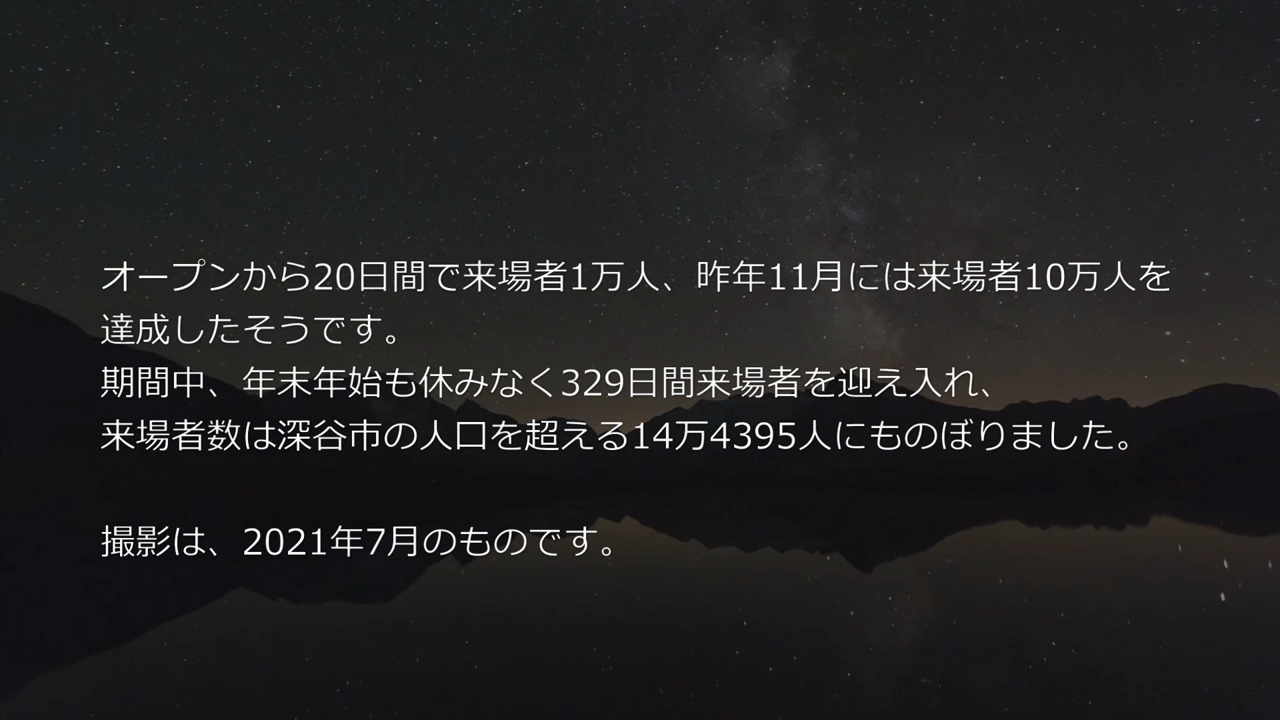 オープンから20日間で来場者1万人、昨年11月には来場者10万人を
達成したそうです。
期間中、年末年始も休みなく329日間来場者を迎え入れ、
来場者数は深谷市の人口を超える14万4395人にものぼりました。
撮影は、2021年7月のものです。